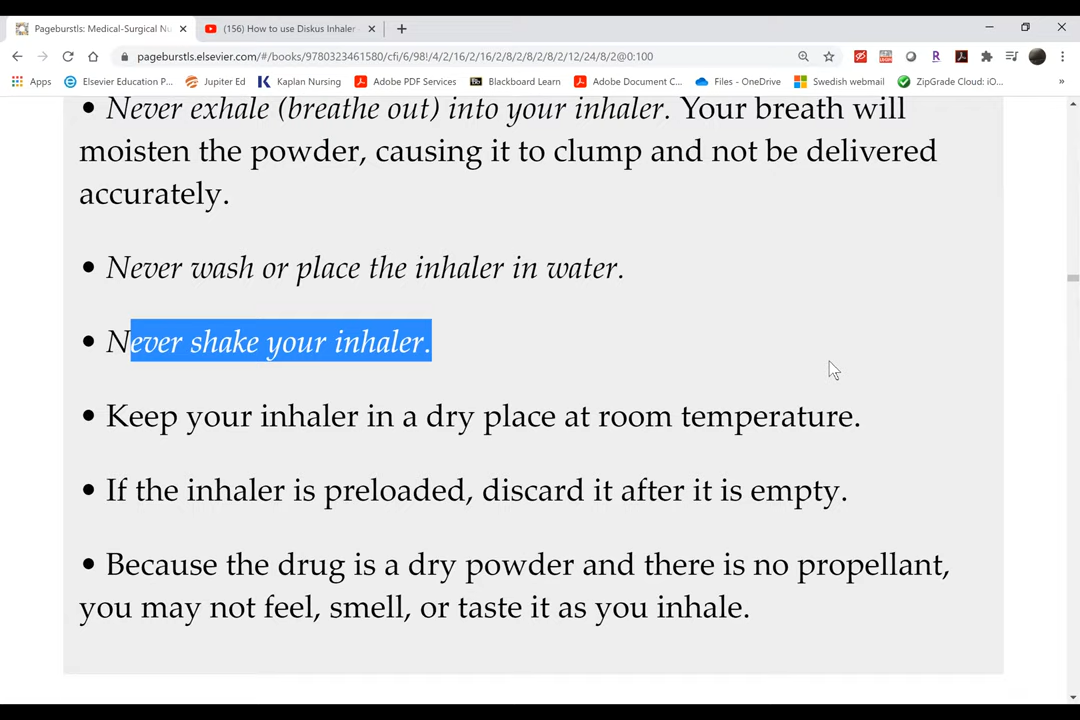 Pageburstls: Medical-Surgical Nu
(156) How to use Diskus Inhaler
pageburstls.elsevier.com/#/books/9780323461580/cfi/6/98!/4/2/16/2/16/2/8/2/8/2/8/2/12/24/8/2@0:100
Apps Elsevier Education P... Jupiter Ed Kaplan Nursing Adobe PDF Services Blackboard Learn Adobe Document C... Files - OneDrive Swedish webmail ZipGrade Cloud: iO... »
• Never exhale (breathe out) into your inhaler. Your breath will
moisten the powder, causing it to clump and not be delivered
accurately.
• Never wash or place the inhaler in water.
• Never shake your inhaler.
• Keep your inhaler in a dry place at room temperature.
• If the inhaler is preloaded, discard it after it is empty.
• Because the drug is a dry powder and there is no propellant,
you may not feel, smell, or taste it as you inhale.